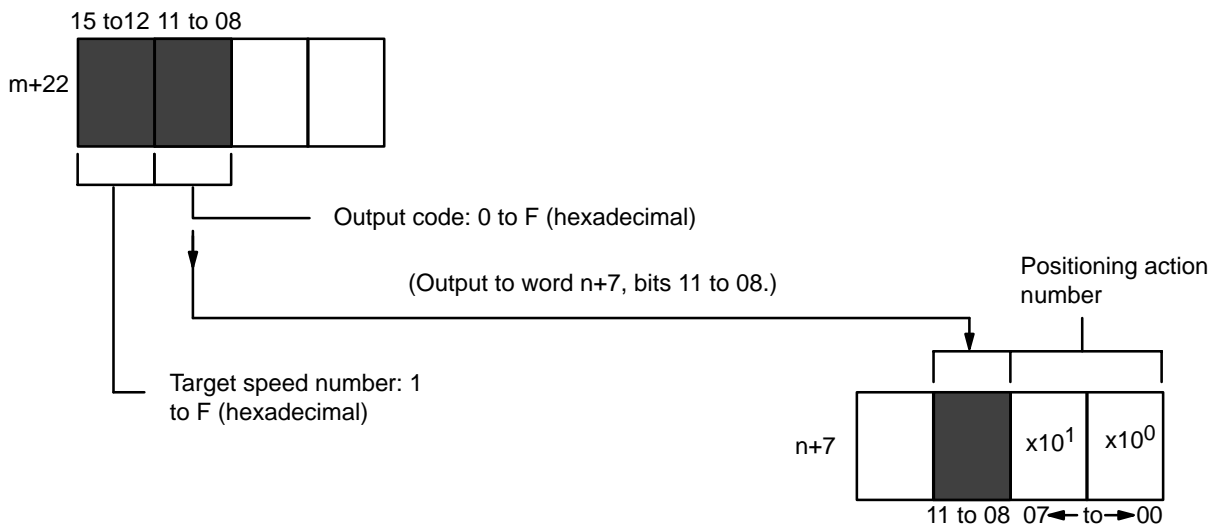 15 to12 11 to 08
m+22
Output code: 0 to F (hexadecimal)
(Output to word n+7, bits 11 to 08.)
Positioning action
number
Target speed number: 1
to F (hexadecimal)
n+7
x10¹ x10⁰
11 to 08 07 to 00